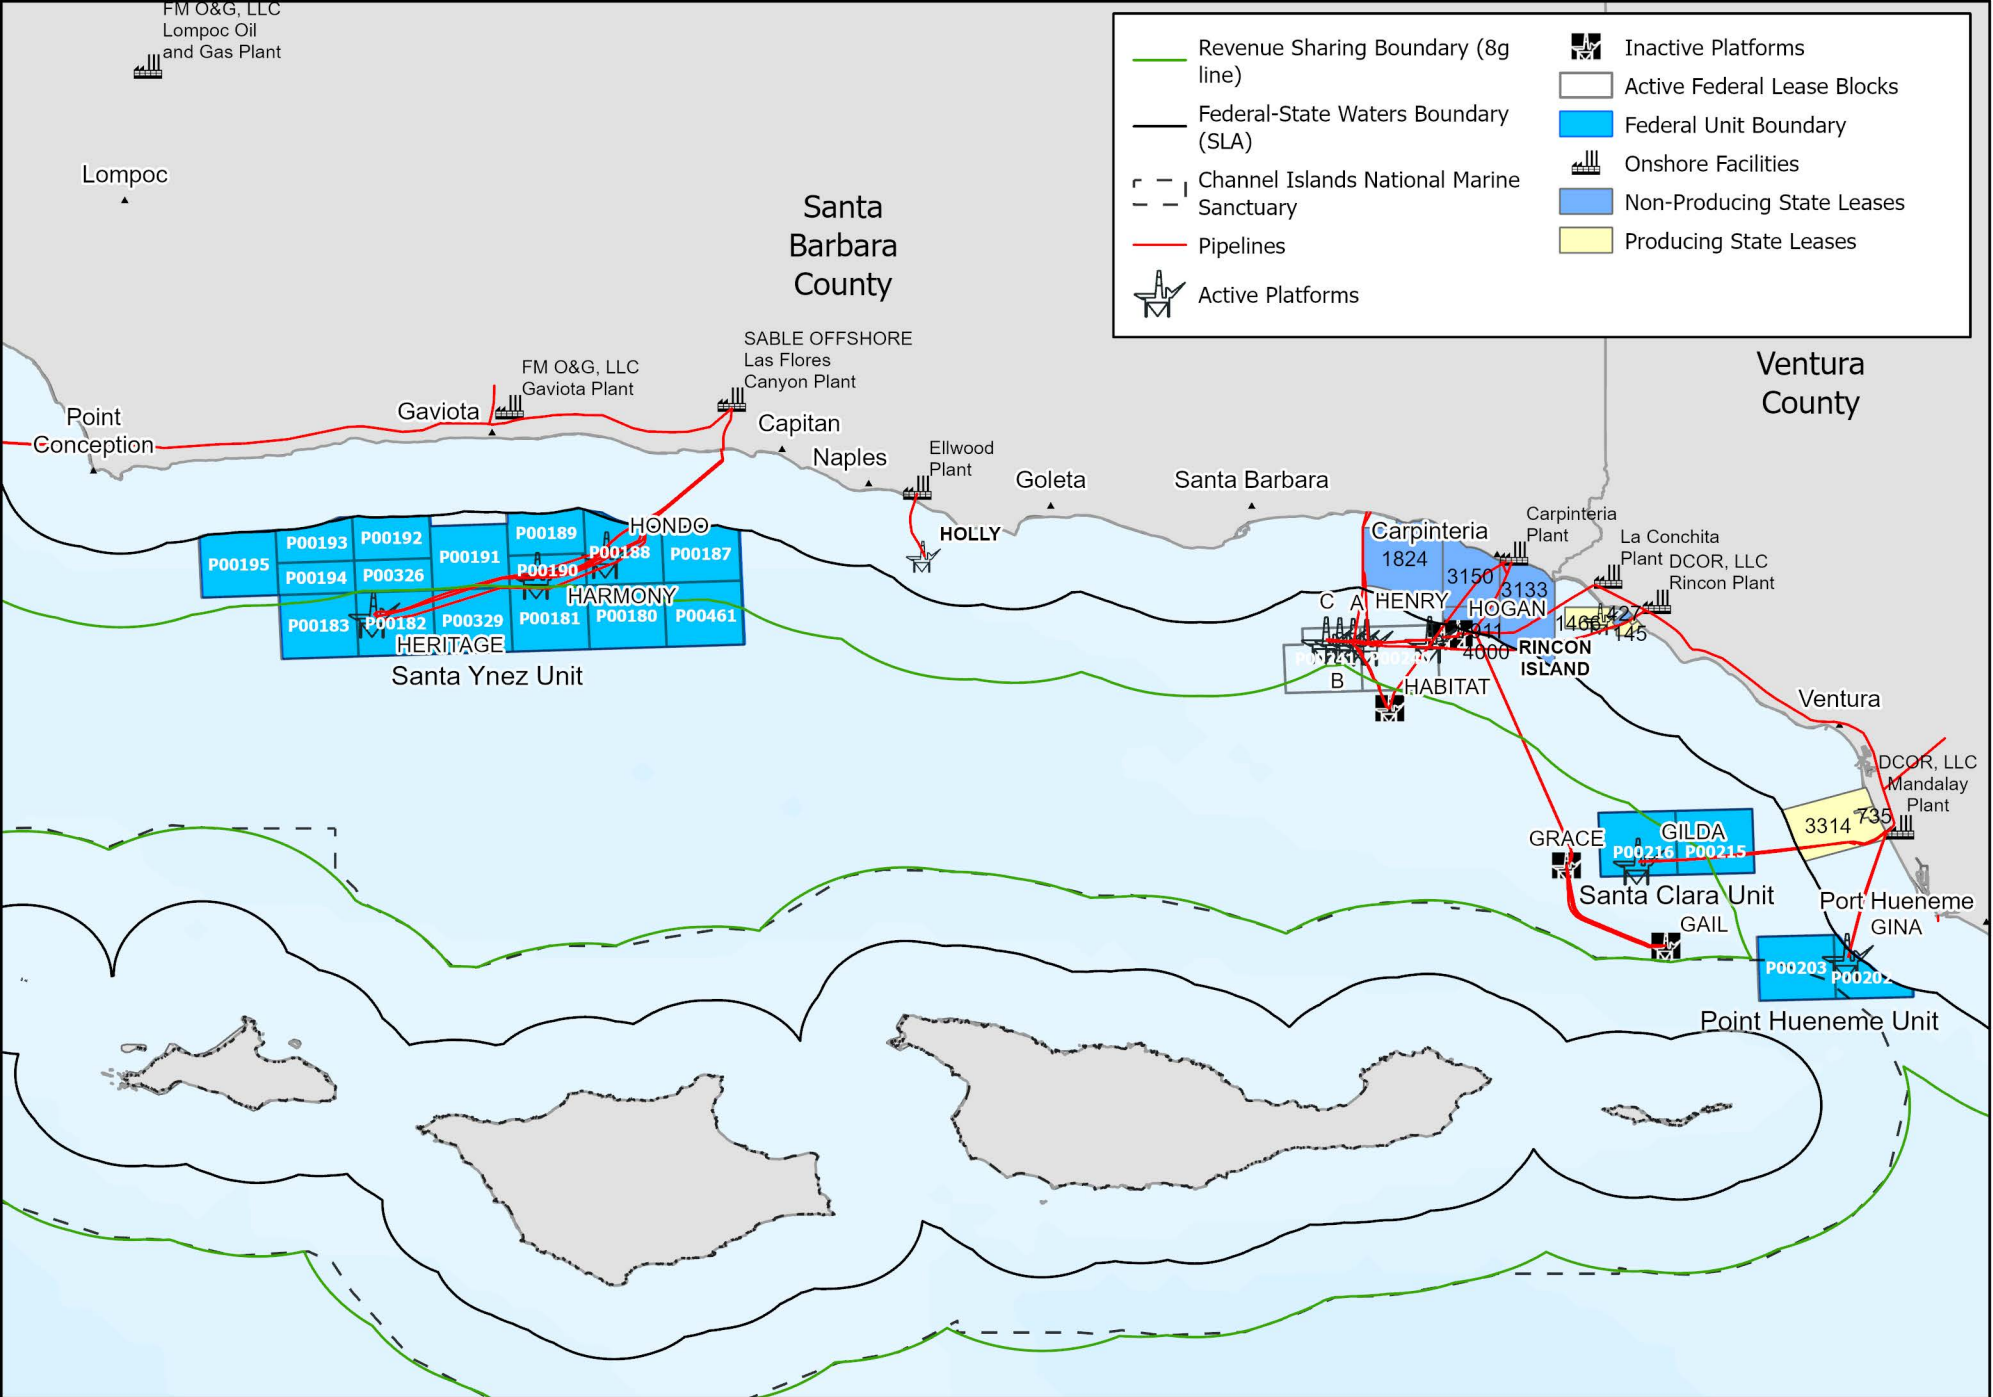 FM O&G, LLC
Lompoc Oil
and Gas Plant
Lompoc
Santa
Barbara
County
Revenue Sharing Boundary (8g
line)
Federal-State Waters Boundary
(SLA)
Channel Islands National Marine
Sanctuary
Pipelines
Active Platforms
Inactive Platforms
Active Federal Lease Blocks
Federal Unit Boundary
Onshore Facilities
Non-Producing State Leases
Producing State Leases
Ventura
County
SABLE OFFSHORE
Las Flores
Canyon Plant
FM O&G, LLC
Gaviota Plant
Gaviota
Point
Conception
Capitan
Naples
Ellwood
Plant
Goleta
Santa Barbara
HOLLY
Carpinteria
Carpinteria
Plant
La Conchita
Plant
DCOR, LLC
Rincon Plant
HONDO
P00195
P00193
P00192
P00191
P00189
P00188
P00187
P00194
P00326
P00190
HARMONY
P00183
P00182
P00329
P00181
P00180
P00461
HERITAGE
Santa Ynez Unit
1824
3150
3133
C
A
HENRY
HOGAN
1466
427
145
4000
RINCON
ISLAND
P00241
B
HABITAT
Ventura
DCOR, LLC
Mandalay
Plant
3314
735
GRACE
GILDA
P00216
P00215
Santa Clara Unit
GAIL
Port Hueneme
GINA
P00203
P00202
Point Hueneme Unit